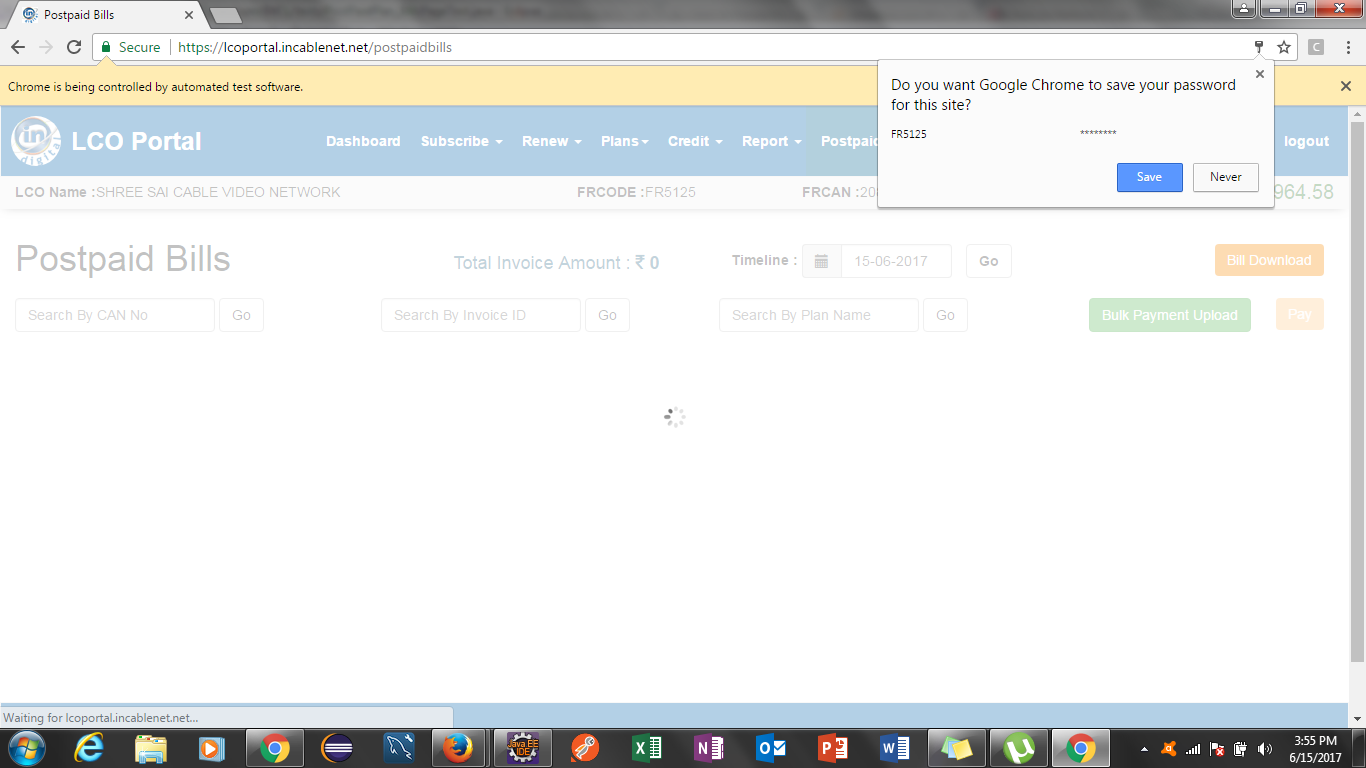 Postpaid Bills
Secure https://lcoportal.incablenet.net/postpaidbills
C
Chrome is being controlled by automated test software.
Do you want Google Chrome to save your password
for this site?
FR5125 ********
Save Never
in
digital
LCO Portal Dashboard Subscribe Renew Plans Credit Report Postpaid logout
LCO Name :SHREE SAI CABLE VIDEO NETWORK FRCODE :FR5125 FRCAN :20 964.58
Postpaid Bills Total Invoice Amount : ₹ 0 Timeline : 15-06-2017 Go Bill Download
Search By CAN No Go Search By Invoice ID Go Search By Plan Name Go Bulk Payment Upload Pay
Waiting for lcoportal.incablenet.net...
Java EE
IDE
3:55 PM
6/15/2017